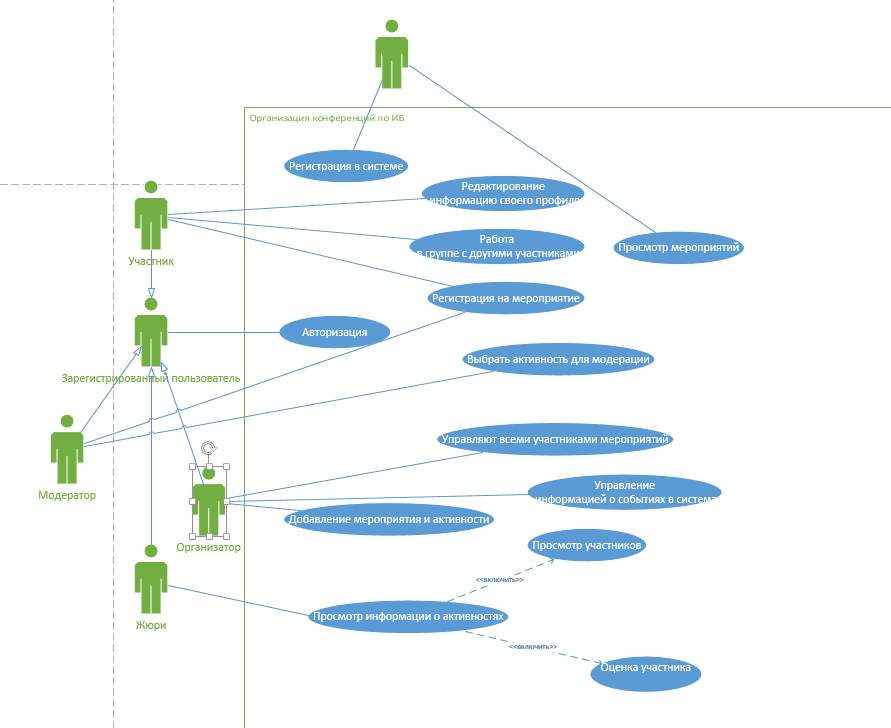 Организация конференций по ИБ
Регистрация в системе
Редактирование
информацию своего профиля
Работа
в группе с другими участниками
Просмотр мероприятий
Участник
Регистрация на мероприятие
Авторизация
Выбрать активность для модерации
Зарегистрированный пользователь
Управляют всеми участниками мероприятий
Модератор
Управление
информацией о событиях в система
Добавление мероприятия и активности
Организатор
Просмотр участников
<<включить>>
Просмотр информации о активностях
Жюри
<<включить>>
Оценка участника